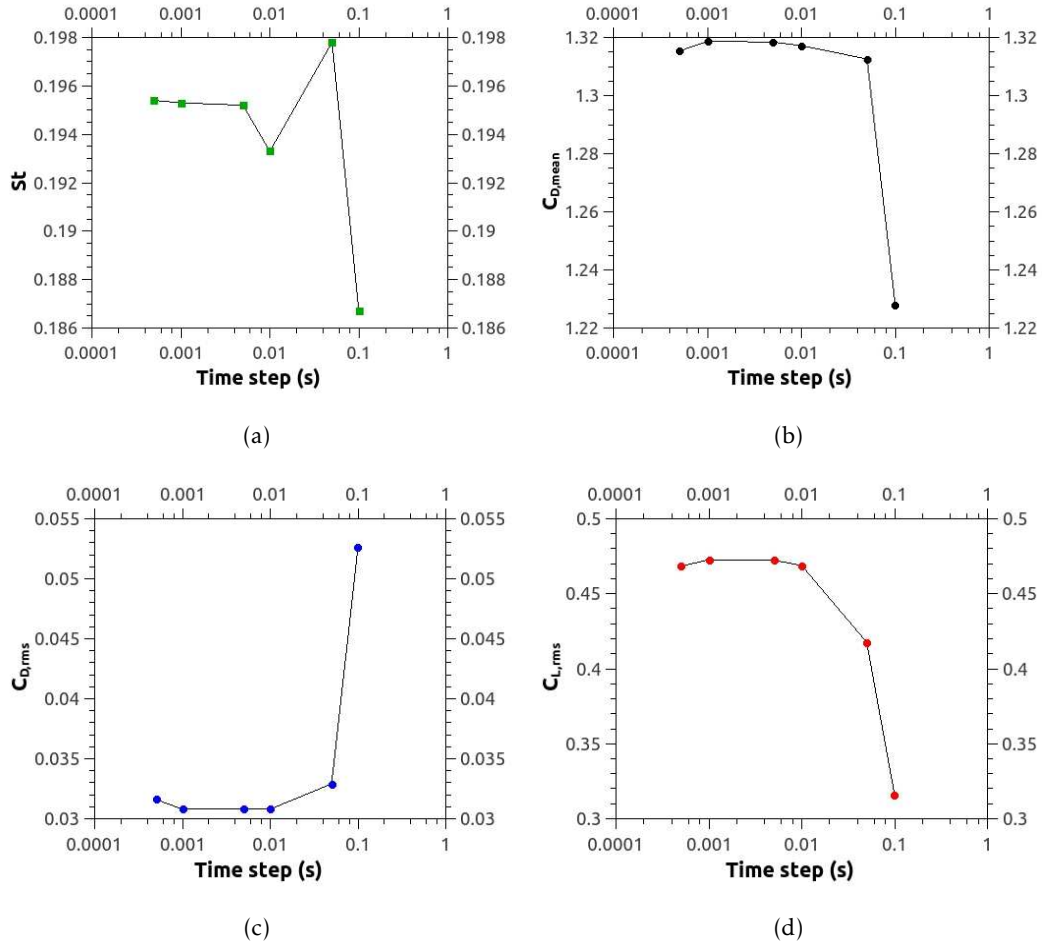 0.0001 0.001 0.01 0.1 1
0.198 0.198
0.196 0.196
0.194 0.194
0.192 0.192
0.19 0.19
0.188 0.188
0.186 0.186
St
0.0001 0.001 0.01 0.1 1
Time step (s)
(a)
0.0001 0.001 0.01 0.1 1
1.32 1.32
1.3 1.3
1.28 1.28
1.26 1.26
1.24 1.24
1.22 1.22
CD,mean
0.0001 0.001 0.01 0.1 1
Time step (s)
(b)
0.0001 0.001 0.01 0.1 1
0.055 0.055
0.05 0.05
0.045 0.045
0.04 0.04
0.035 0.035
0.03 0.03
CD,rms
0.0001 0.001 0.01 0.1 1
Time step (s)
(c)
0.0001 0.001 0.01 0.1 1
0.5 0.5
0.45 0.45
0.4 0.4
0.35 0.35
0.3 0.3
CL,rms
0.0001 0.001 0.01 0.1 1
Time step (s)
(d)